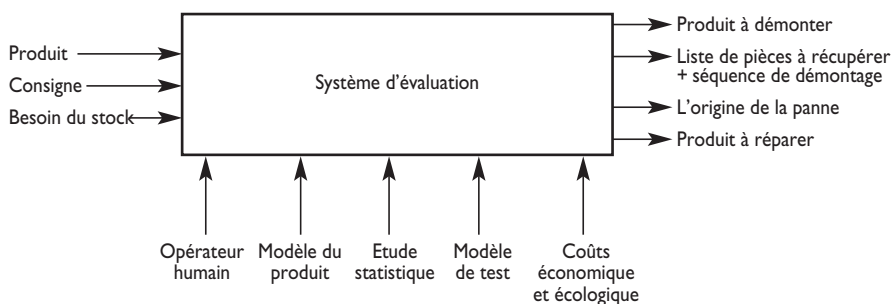 Produit
Consigne
Besoin du stock
Système d’évaluation
Produit à démonter
Liste de pièces à récupérer
+ séquence de démontage
L’origine de la panne
Produit à réparer
Opérateur
humain
Modèle du
produit
Etude
statistique
Modèle
de test
Coûts
économique
et écologique